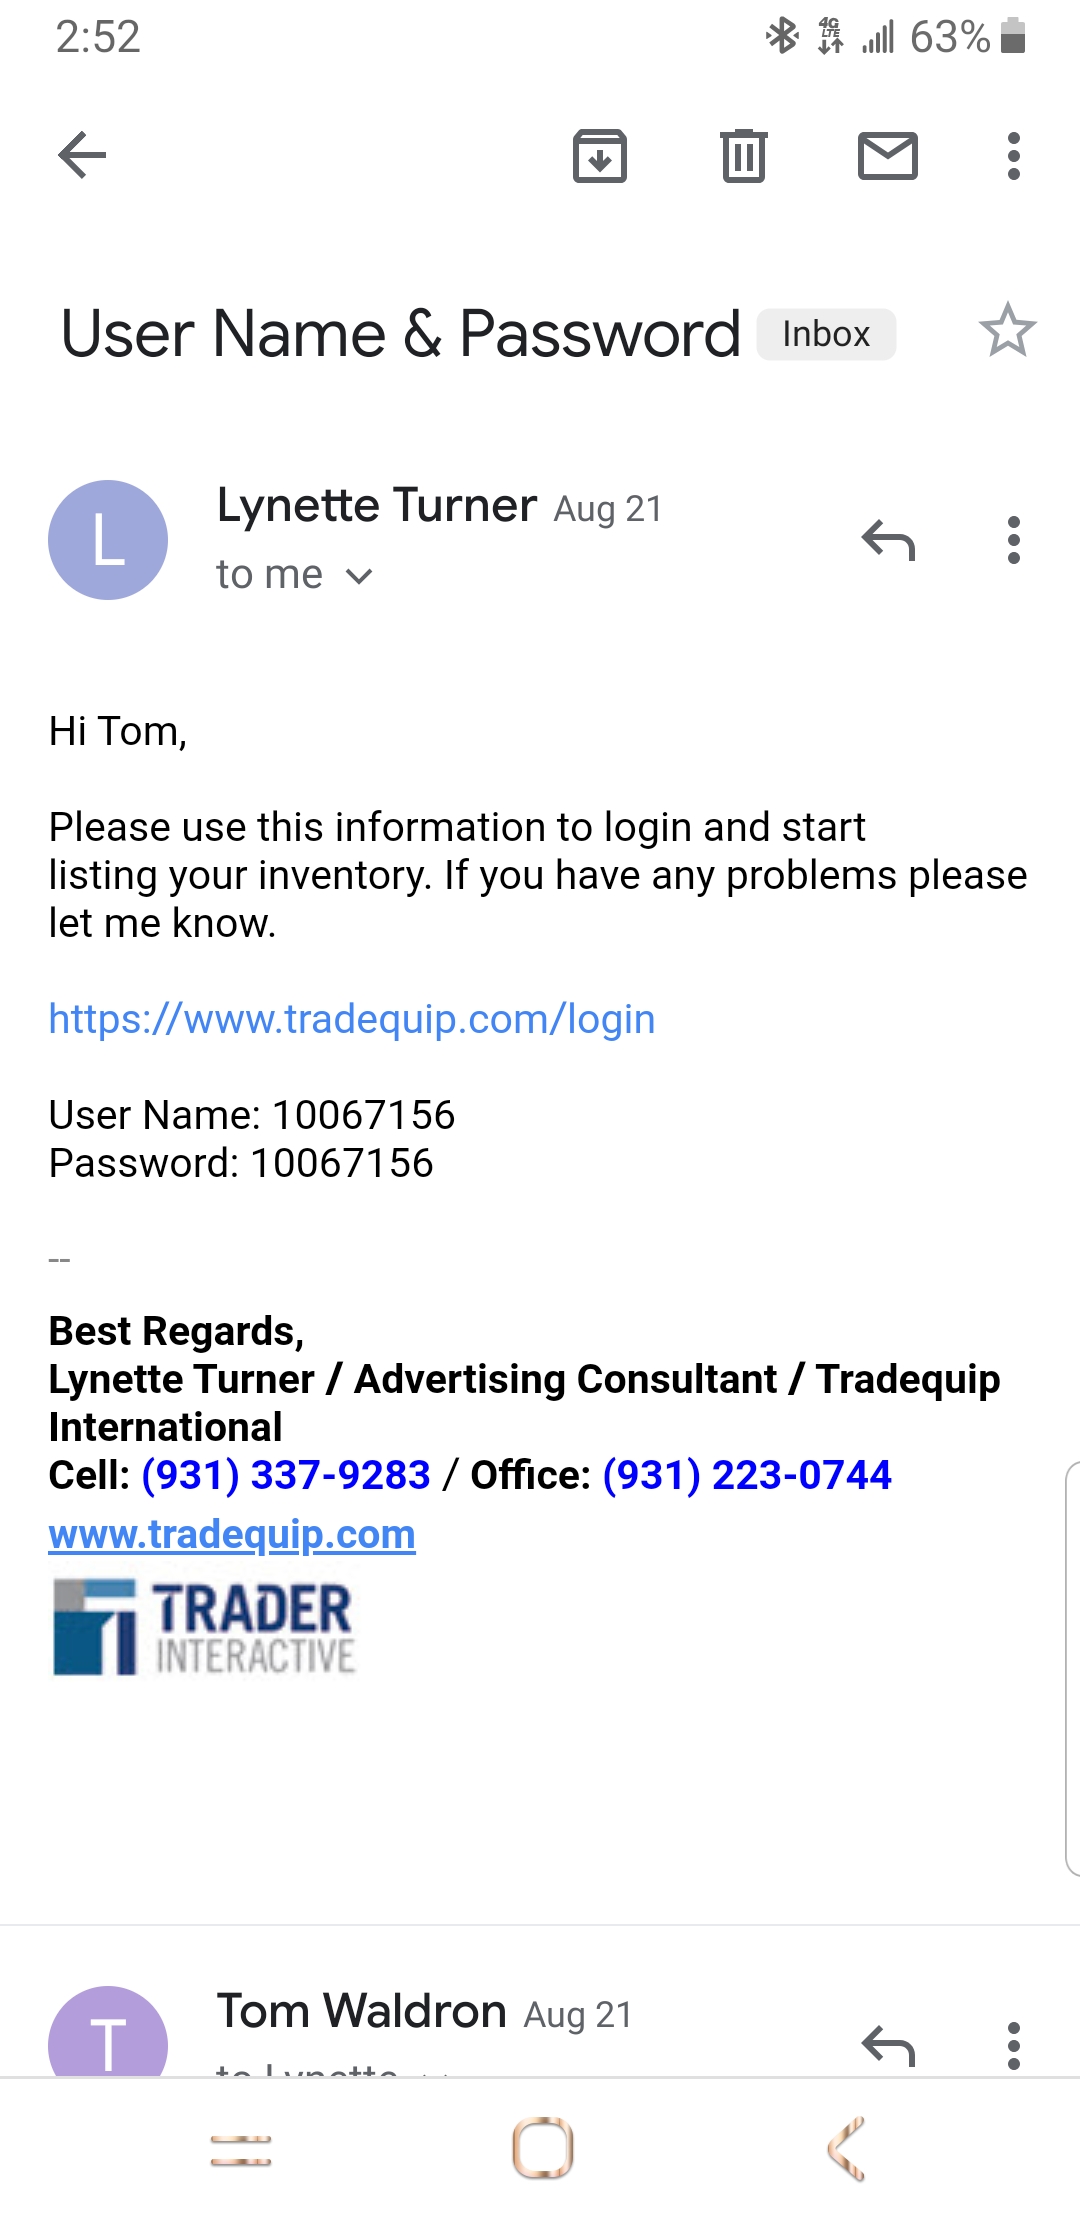 2:52 4G LTE 63%
User Name & Password Inbox
L
Lynette Turner Aug 21
to me
Hi Tom,
Please use this information to login and start
listing your inventory. If you have any problems please
let me know.
https://www.tradequip.com/login
User Name: 10067156
Password: 10067156
--
Best Regards,
Lynette Turner / Advertising Consultant / Tradequip
International
Cell: (931) 337-9283 / Office: (931) 223-0744
www.tradequip.com
TRADER
INTERACTIVE
T
Tom Waldron Aug 21
to Lynette